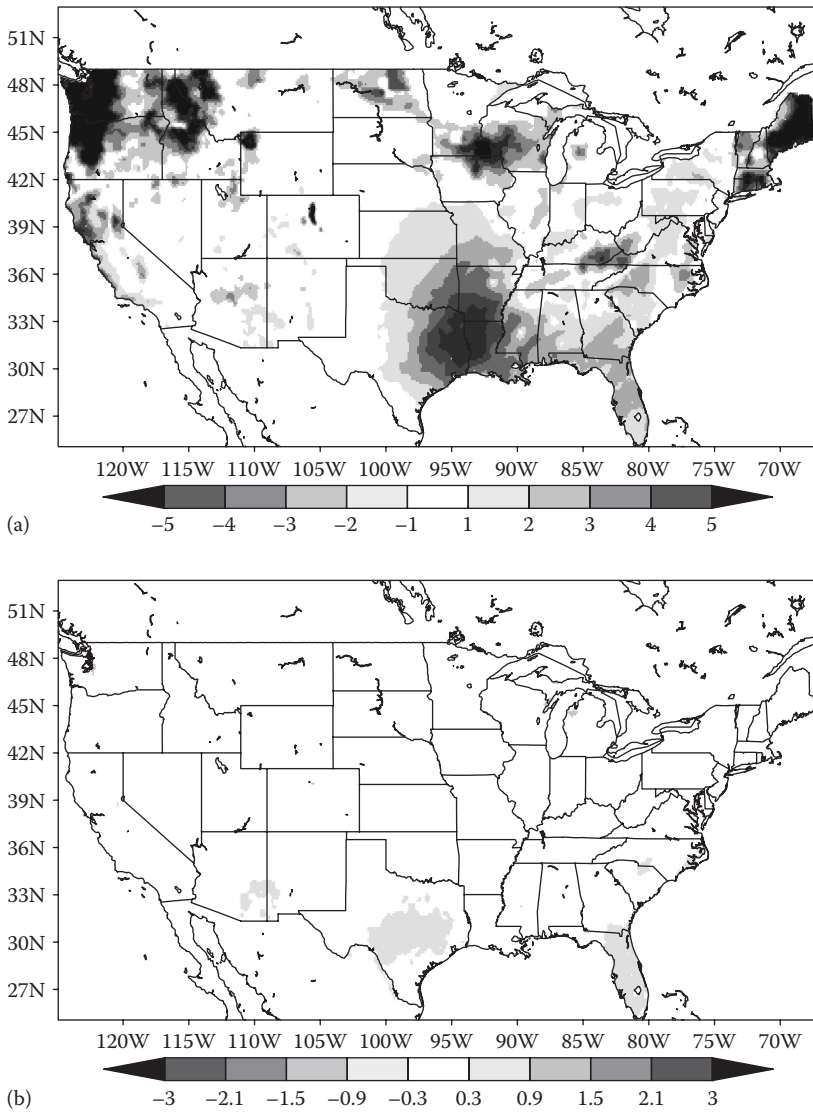 51N
48N
45N
42N
39N
36N
33N
30N
27N
120W 115W 110W 105W 100W 95W 90W 85W 80W 75W 70W
(a) −5 −4 −3 −2 −1 1 2 3 4 5
51N
48N
45N
42N
39N
36N
33N
30N
27N
120W 115W 110W 105W 100W 95W 90W 85W 80W 75W 70W
(b) −3 −2.1 −1.5 −0.9 −0.3 0.3 0.9 1.5 2.1 3